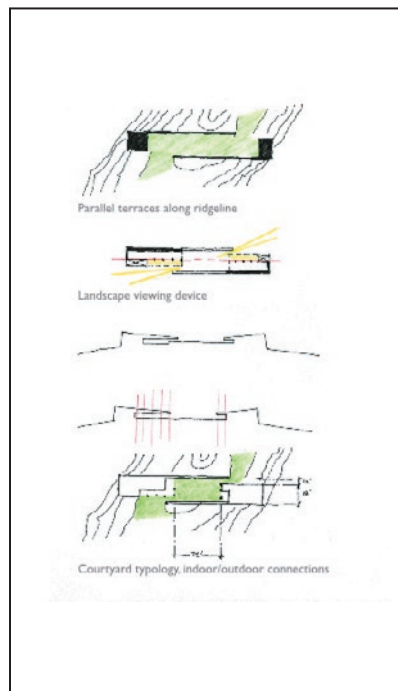 Parallel terraces along ridgeline
Landscape viewing device
Courtyard typology, indoor/outdoor connections